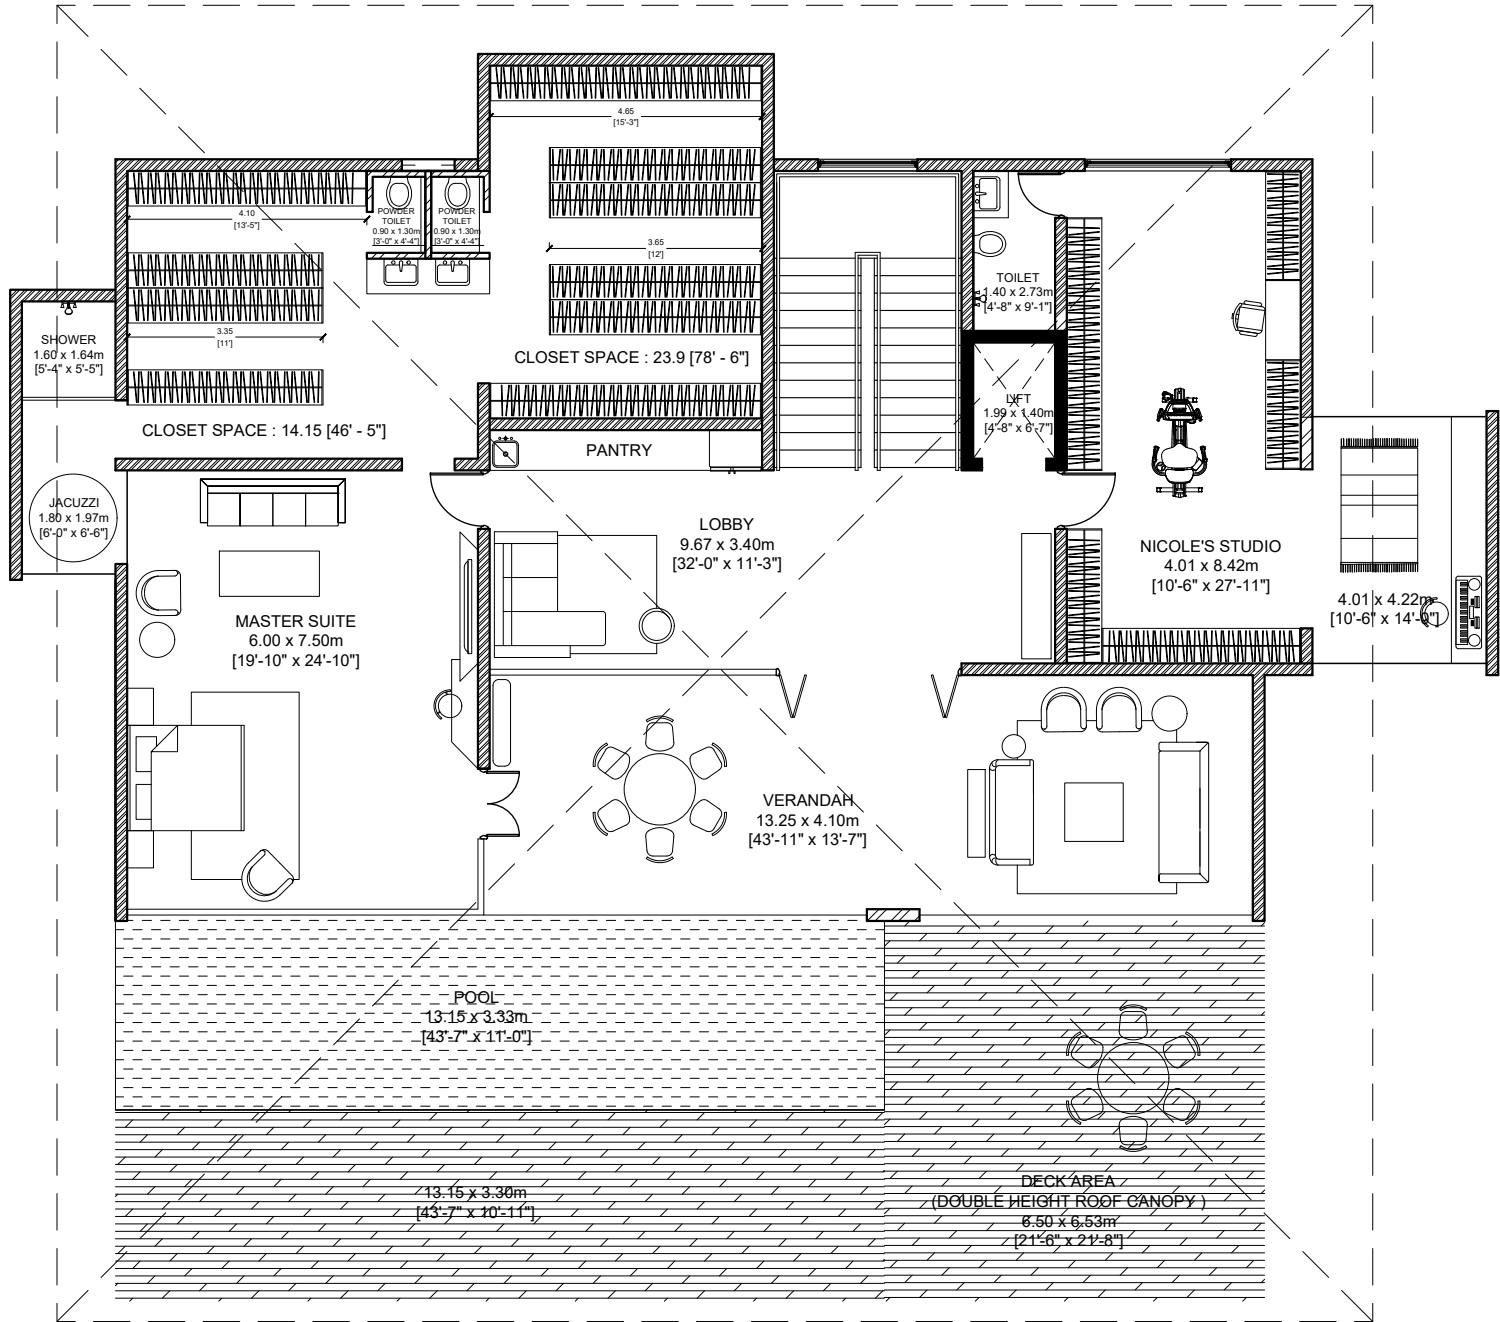 4.65
[15'-3"]
4.10
[13'-5"]
POWDER
TOILET
0.90 x 1.30m
[3'-0" x 4'-4"]
POWDER
TOILET
0.90 x 1.30m
[3'-0" x 4'-4"]
3.65
[12']
TOILET
1.40 x 2.73m
[4'-8" x 9'-1"]
SHOWER
1.60 x 1.64m
[5'-4" x 5'-5"]
3.35
[11']
CLOSET SPACE : 23.9 [78' - 6"]
LIFT
1.99 x 1.40m
[4'-8" x 6'-7"]
CLOSET SPACE : 14.15 [46' - 5"]
PANTRY
JACUZZI
1.80 x 1.97m
[6'-0" x 6'-6"]
LOBBY
9.67 x 3.40m
[32'-0" x 11'-3"]
NICOLE'S STUDIO
4.01 x 8.42m
[10'-6" x 27'-11"]
4.01 x 4.22m
[10'-6" x 14'-0"]
MASTER SUITE
6.00 x 7.50m
[19'-10" x 24'-10"]
VERANDAH
13.25 x 4.10m
[43'-11" x 13'-7"]
POOL
13.15 x 3.33m
[43'-7" x 11'-0"]
13.15 x 3.30m
[43'-7" x 10'-11"]
DECK AREA
(DOUBLE HEIGHT ROOF CANOPY )
6.50 x 6.53m
[21'-6" x 21'-8"]